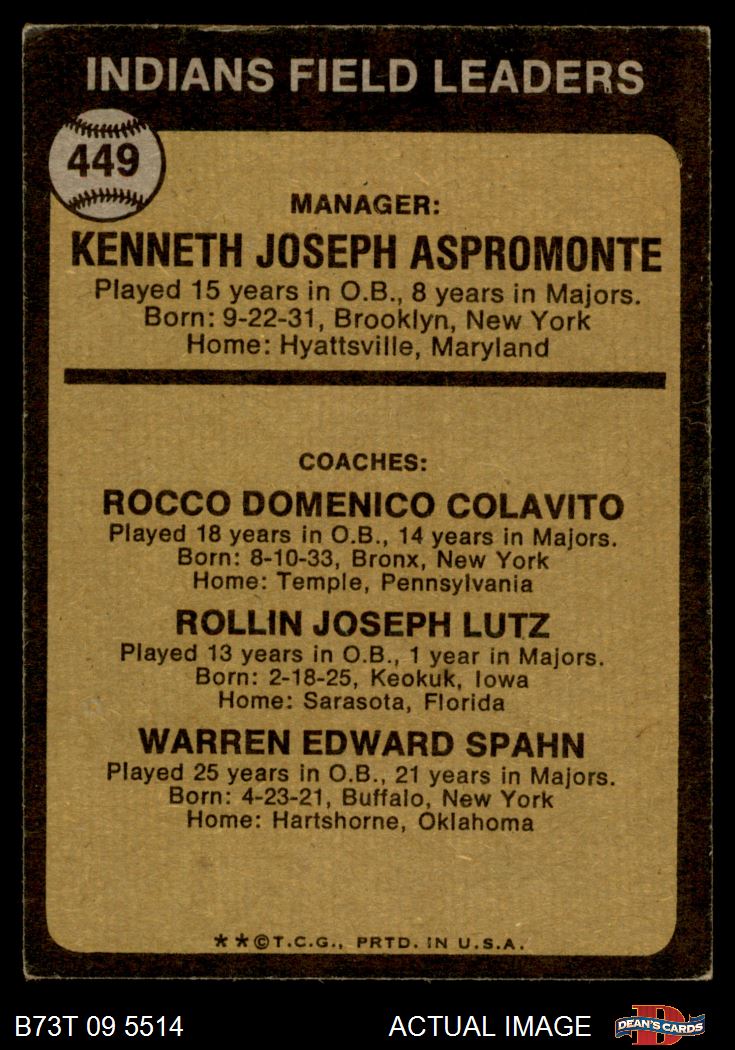 INDIANS FIELD LEADERS
449
MANAGER:
KENNETH JOSEPH ASPROMONTE
Played 15 years in O.B., 8 years in Majors.
Born: 9-22-31, Brooklyn, New York
Home: Hyattsville, Maryland
COACHES:
ROCCO DOMENICO COLAVITO
Played 18 years in O.B., 14 years in Majors.
Born: 8-10-33, Bronx, New York
Home: Temple, Pennsylvania
ROLLIN JOSEPH LUTZ
Played 13 years in O.B., 1 year in Majors.
Born: 2-18-25, Keokuk, Iowa
Home: Sarasota, Florida
WARREN EDWARD SPAHN
Played 25 years in O.B., 21 years in Majors.
Born: 4-23-21, Buffalo, New York
Home: Hartshorne, Oklahoma
**©T.C.G., PRTD. IN U.S.A.
B73T 09 5514 ACTUAL IMAGE D DEAN'S CARDS